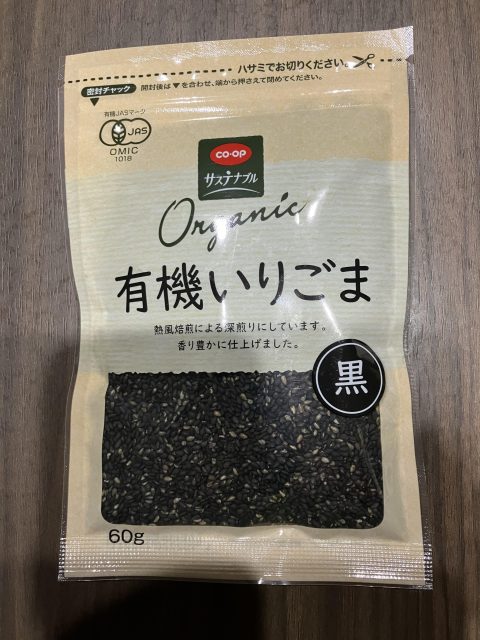 ハサミでお切りください。
密封チャック
開封後は▼を合わせ、端から押さえて閉めてください。
有機JASマーク
JAS
OMIC
1018
CO·OP
サステナブル
Organic
有機いりごま
熱風焙煎による深煎りにしています。
香り豊かに仕上げました。
黒
60g